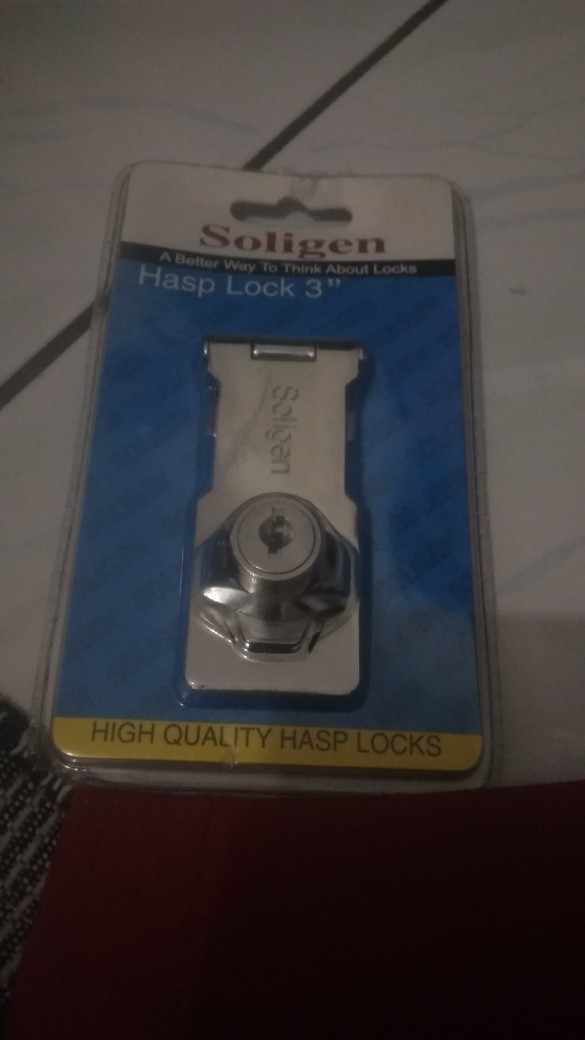 Soligen
A Better Way To Think About Locks
Hasp Lock 3”
Soligen
HIGH QUALITY HASP LOCKS